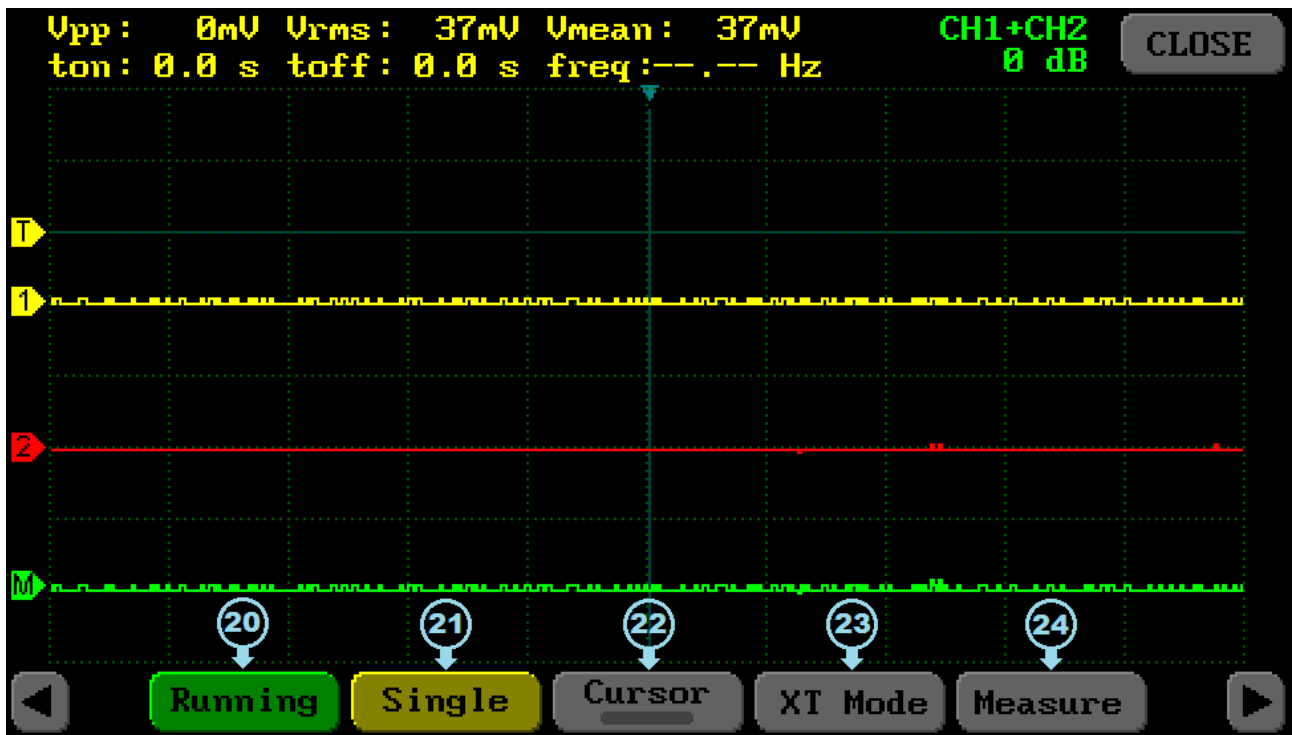 Vpp: 0mV Vrms: 37mV Vmean: 37mV CH1+CH2 CLOSE
ton: 0.0 s toff: 0.0 s freq:--.-- Hz 0 dB
T
1
2
M
20 21 22 23 24
Running Single Cursor XT Mode Measure